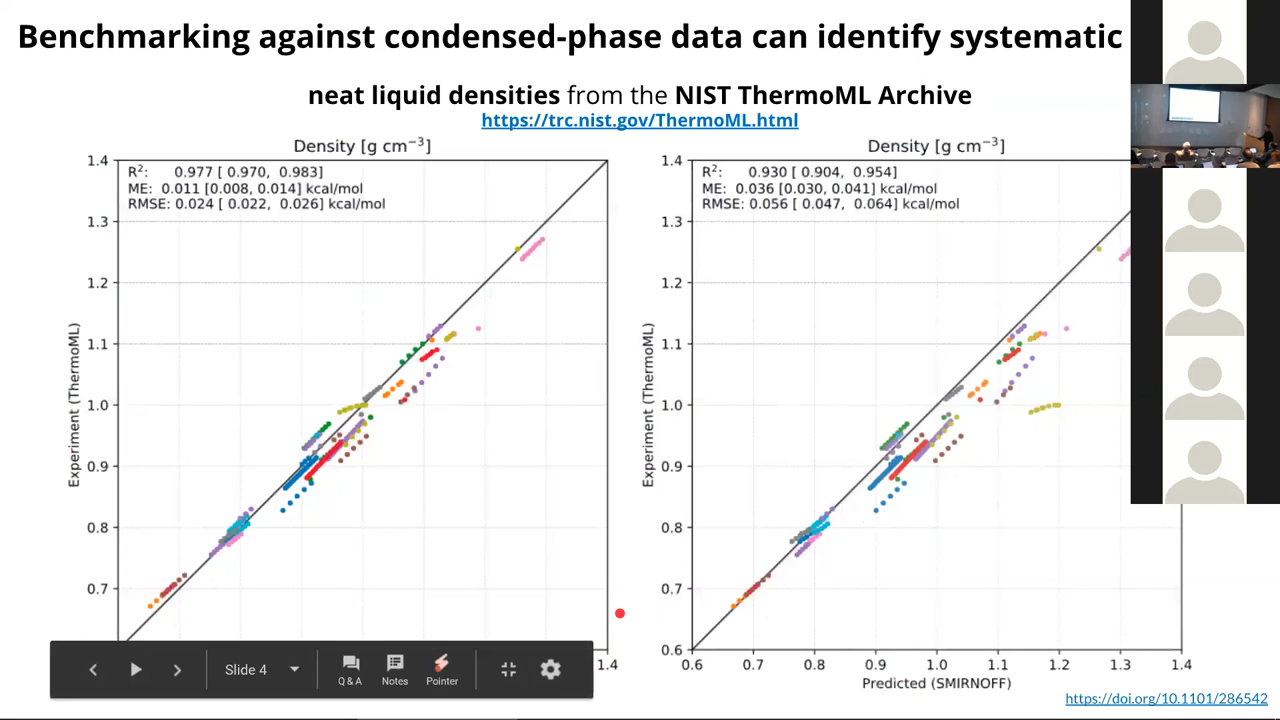 Benchmarking against condensed-phase data can identify systematic
neat liquid densities from the NIST ThermoML Archive
https://trc.nist.gov/ThermoML.html
Density [g cm⁻³]
R²: 0.977 [ 0.970, 0.983]
ME: 0.011 [0.008, 0.014] kcal/mol
RMSE: 0.024 [ 0.022, 0.026] kcal/mol
1.4
1.3
1.2
1.1
1.0
0.9
0.8
0.7
Experiment (ThermoML)
1.4
Density [g cm⁻³]
R²: 0.930 [ 0.904, 0.954]
ME: 0.036 [0.030, 0.041] kcal/mol
RMSE: 0.056 [ 0.047, 0.064] kcal/mol
1.4
1.3
1.2
1.1
1.0
0.9
0.8
0.7
0.6
Experiment (ThermoML)
0.6 0.7 0.8 0.9 1.0 1.1 1.2 1.3 1.4
Predicted (SMIRNOFF)
Slide 4
Q & A Notes Pointer
https://doi.org/10.1101/286542